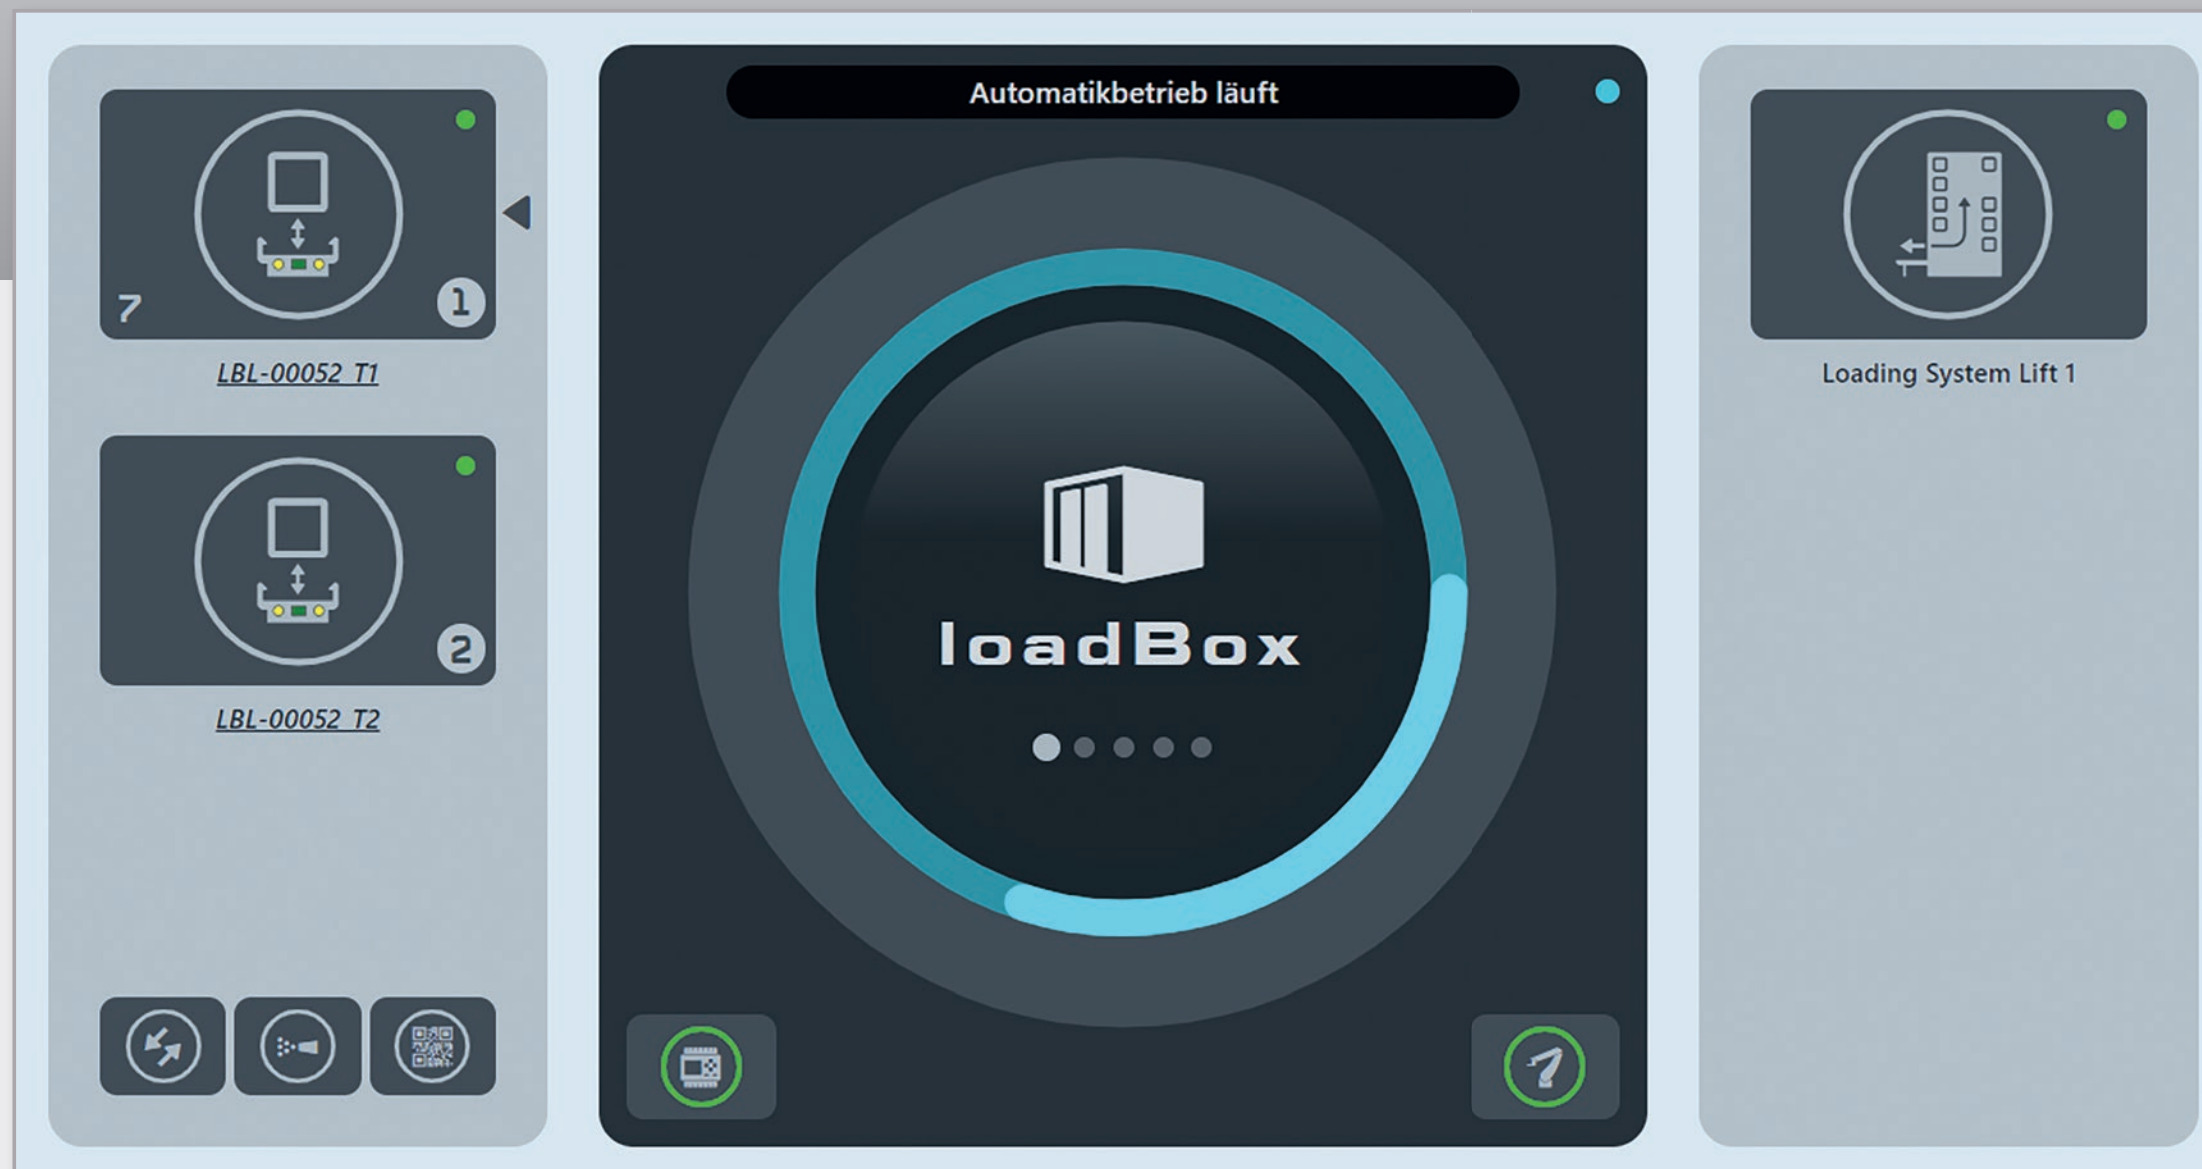 7
1
LBL-00052_T1
2
LBL-00052_T2
Automatikbetrieb läuft
loadBox
Loading System Lift 1